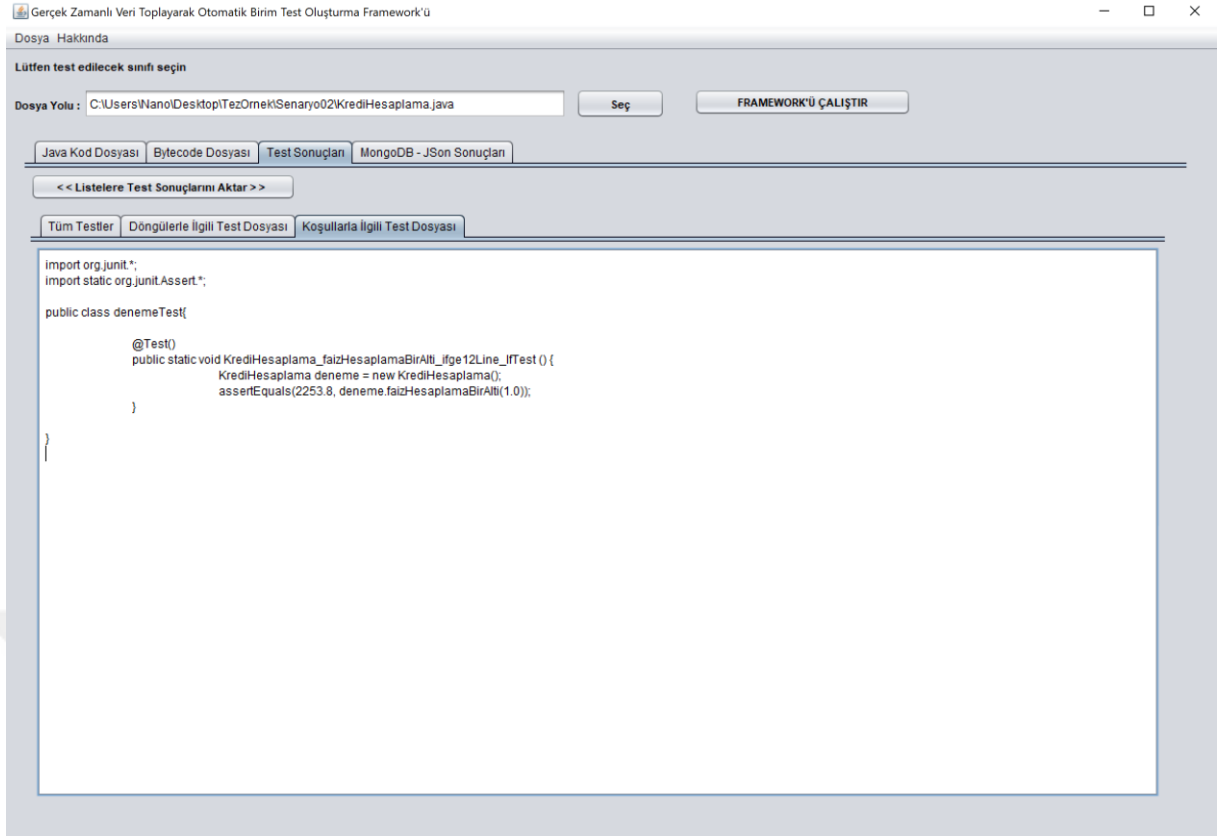 Gerçek Zamanlı Veri Toplayarak Otomatik Birim Test Oluşturma Framework'ü
Dosya Hakkında
Lütfen test edilecek sınıfı seçin
Dosya Yolu : C:\Users\Nano\Desktop\TezOrnek\Senaryo02\KrediHesaplama.java Seç FRAMEWORK'Ü ÇALIŞTIR
Java Kod Dosyası Bytecode Dosyası Test Sonuçları MongoDB - JSon Sonuçları
<< Listelere Test Sonuçlarını Aktar >>
Tüm Testler Döngülerle İlgili Test Dosyası Koşullarla İlgili Test Dosyası
import org.junit.*;
import static org.junit.Assert.*;
public class denemeTest{
@Test()
public static void KrediHesaplama_faizHesaplamaBirAlti_ifge12Line_IfTest () {
KrediHesaplama deneme = new KrediHesaplama();
assertEquals(2253.8, deneme.faizHesaplamaBirAlti(1.0));
}
}